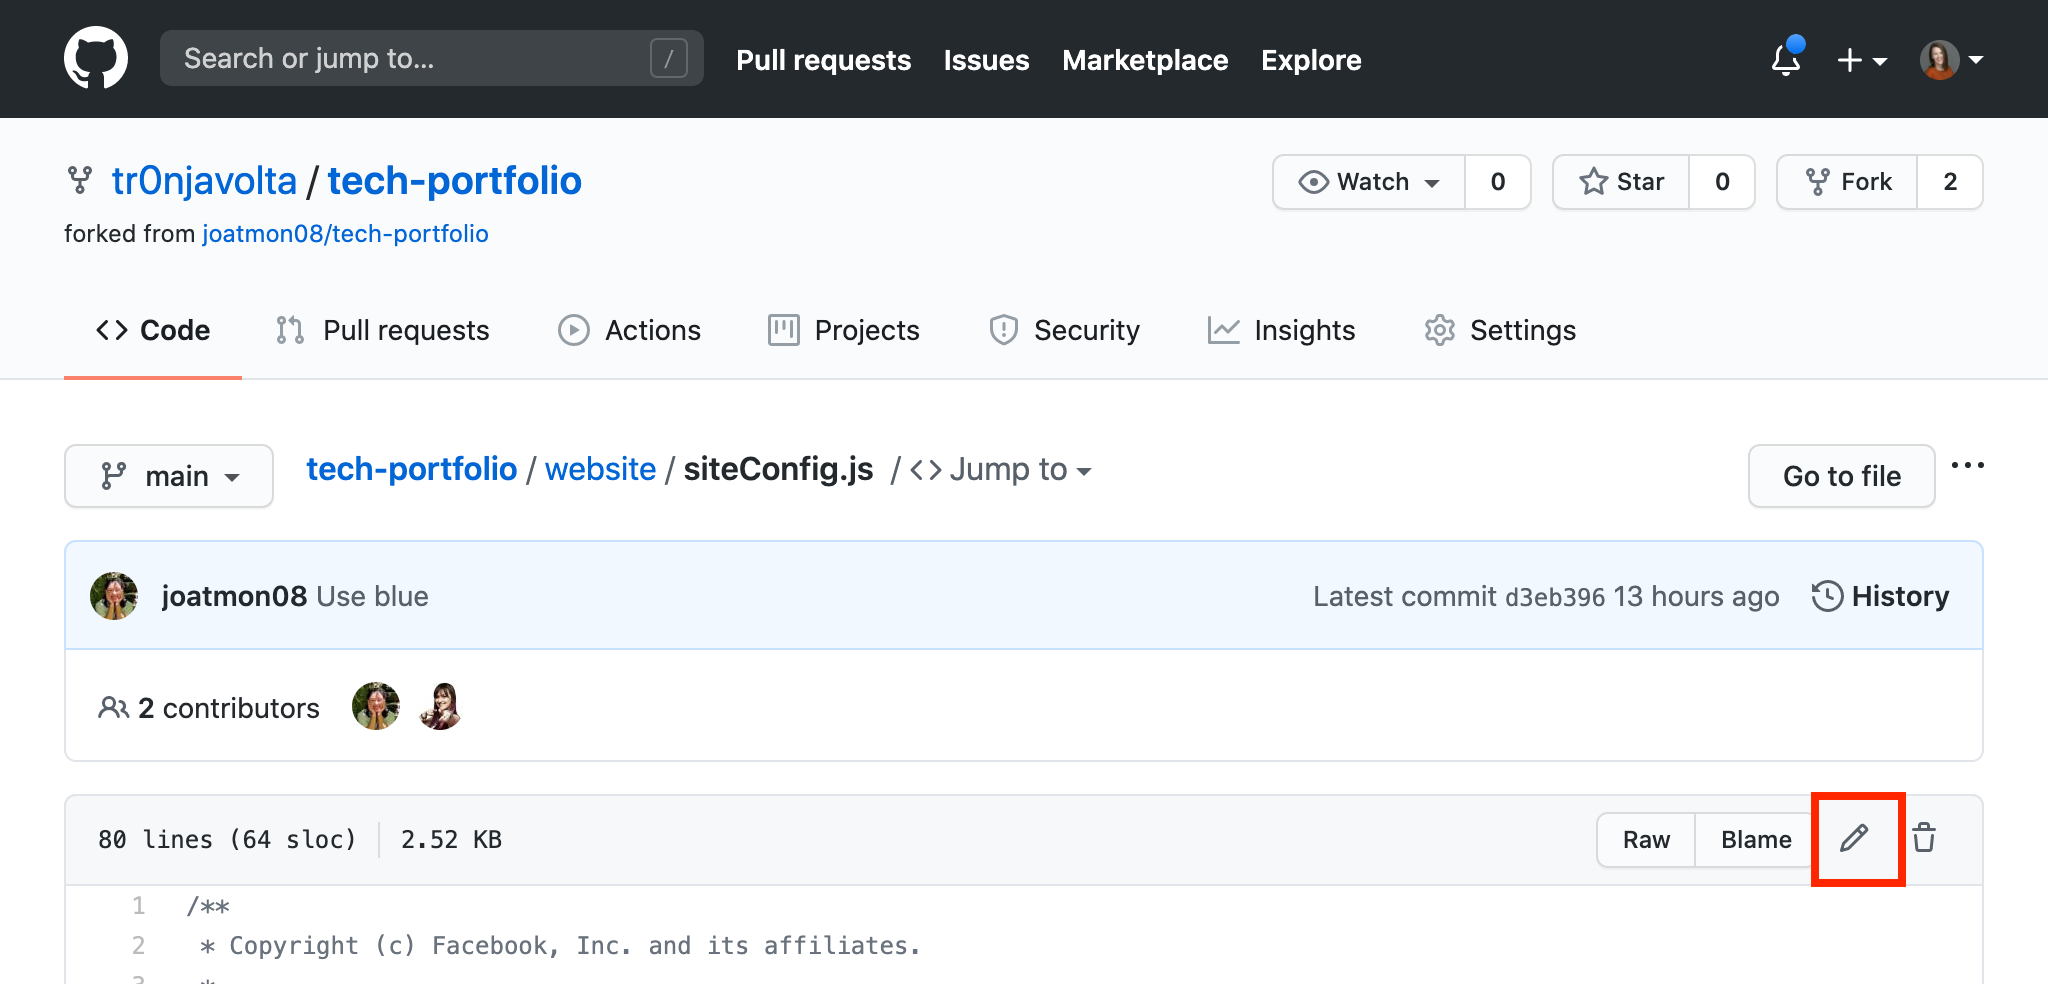 Search or jump to... /
Pull requests Issues Marketplace Explore
tr0njavolta / tech-portfolio
forked from joatmon08/tech-portfolio
Watch 0 Star 0 Fork 2
Code Pull requests Actions Projects Security Insights Settings
main tech-portfolio / website / siteConfig.js / <> Jump to Go to file ...
joatmon08 Use blue Latest commit d3eb396 13 hours ago History
2 contributors
80 lines (64 sloc) 2.52 KB Raw Blame
1 /**
2 * Copyright (c) Facebook, Inc. and its affiliates.
3 *